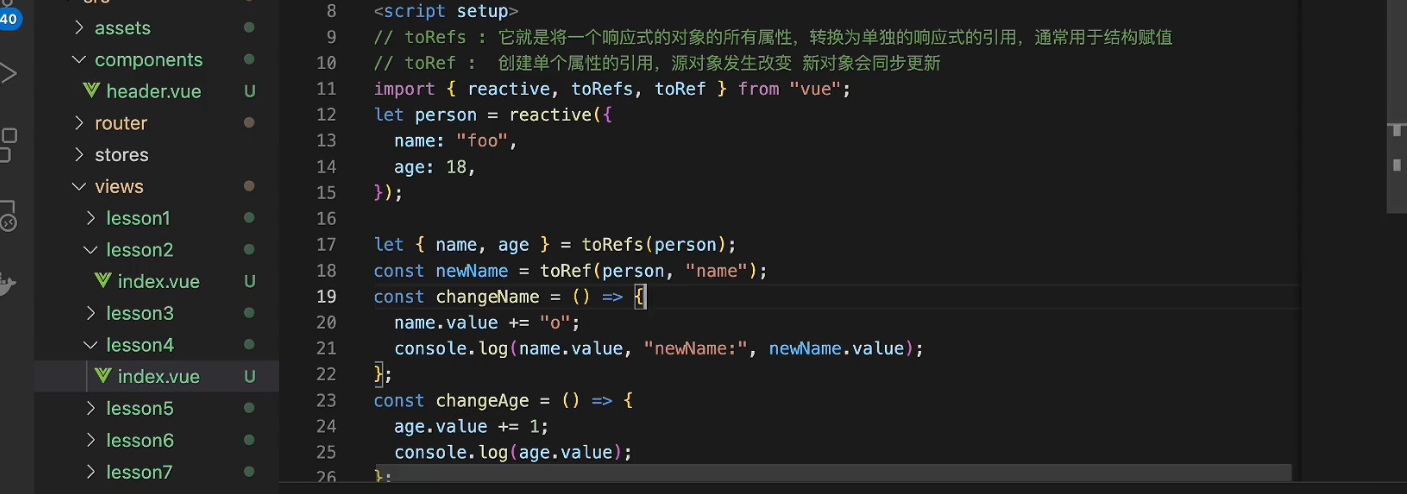 40
src
assets
components
header.vue U
router
stores
views
lesson1
lesson2
index.vue U
lesson3
lesson4
index.vue U
lesson5
lesson6
lesson7
8 <script setup>
9 // toRefs : 它就是将一个响应式的对象的所有属性，转换为单独的响应式的引用，通常用于结构赋值
10 // toRef :  创建单个属性的引用，源对象发生改变 新对象会同步更新
11 import { reactive, toRefs, toRef } from "vue";
12 let person = reactive({
13   name: "foo",
14   age: 18,
15 });
16
17 let { name, age } = toRefs(person);
18 const newName = toRef(person, "name");
19 const changeName = () => {
20   name.value += "o";
21   console.log(name.value, "newName:", newName.value);
22 };
23 const changeAge = () => {
24   age.value += 1;
25   console.log(age.value);
26 };